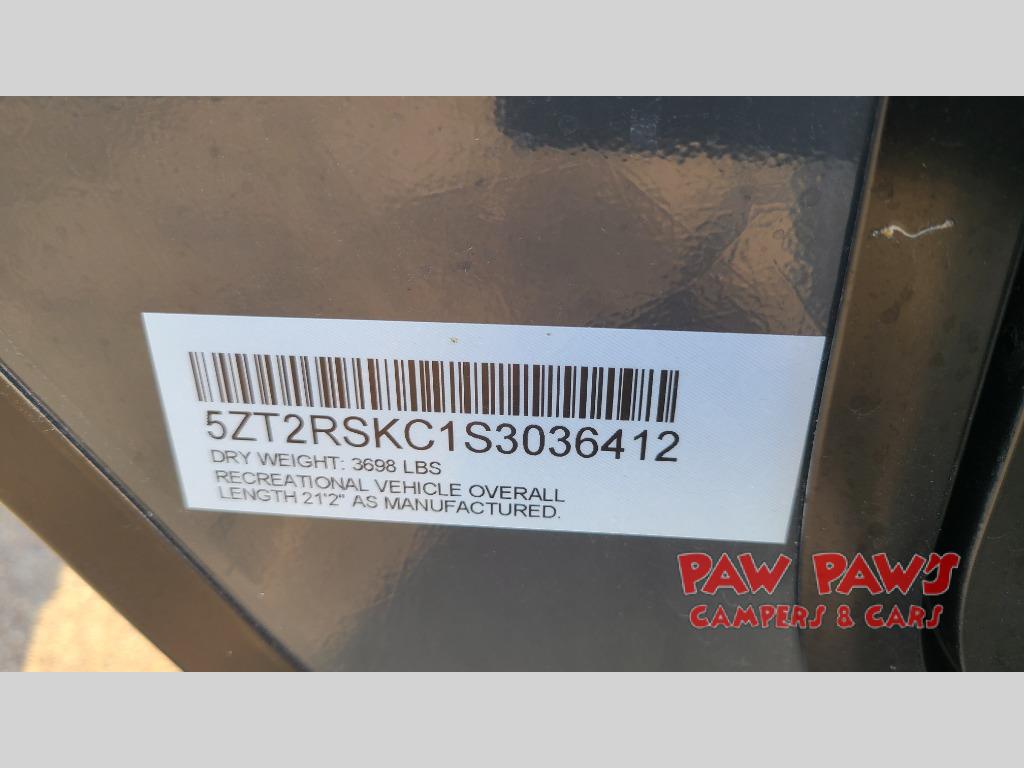 5ZT2RSKC1S3036412
DRY WEIGHT: 3698 LBS
RECREATIONAL VEHICLE OVERALL
LENGTH 21'2" AS MANUFACTURED.
PAW PAW'S
CAMPERS & CARS